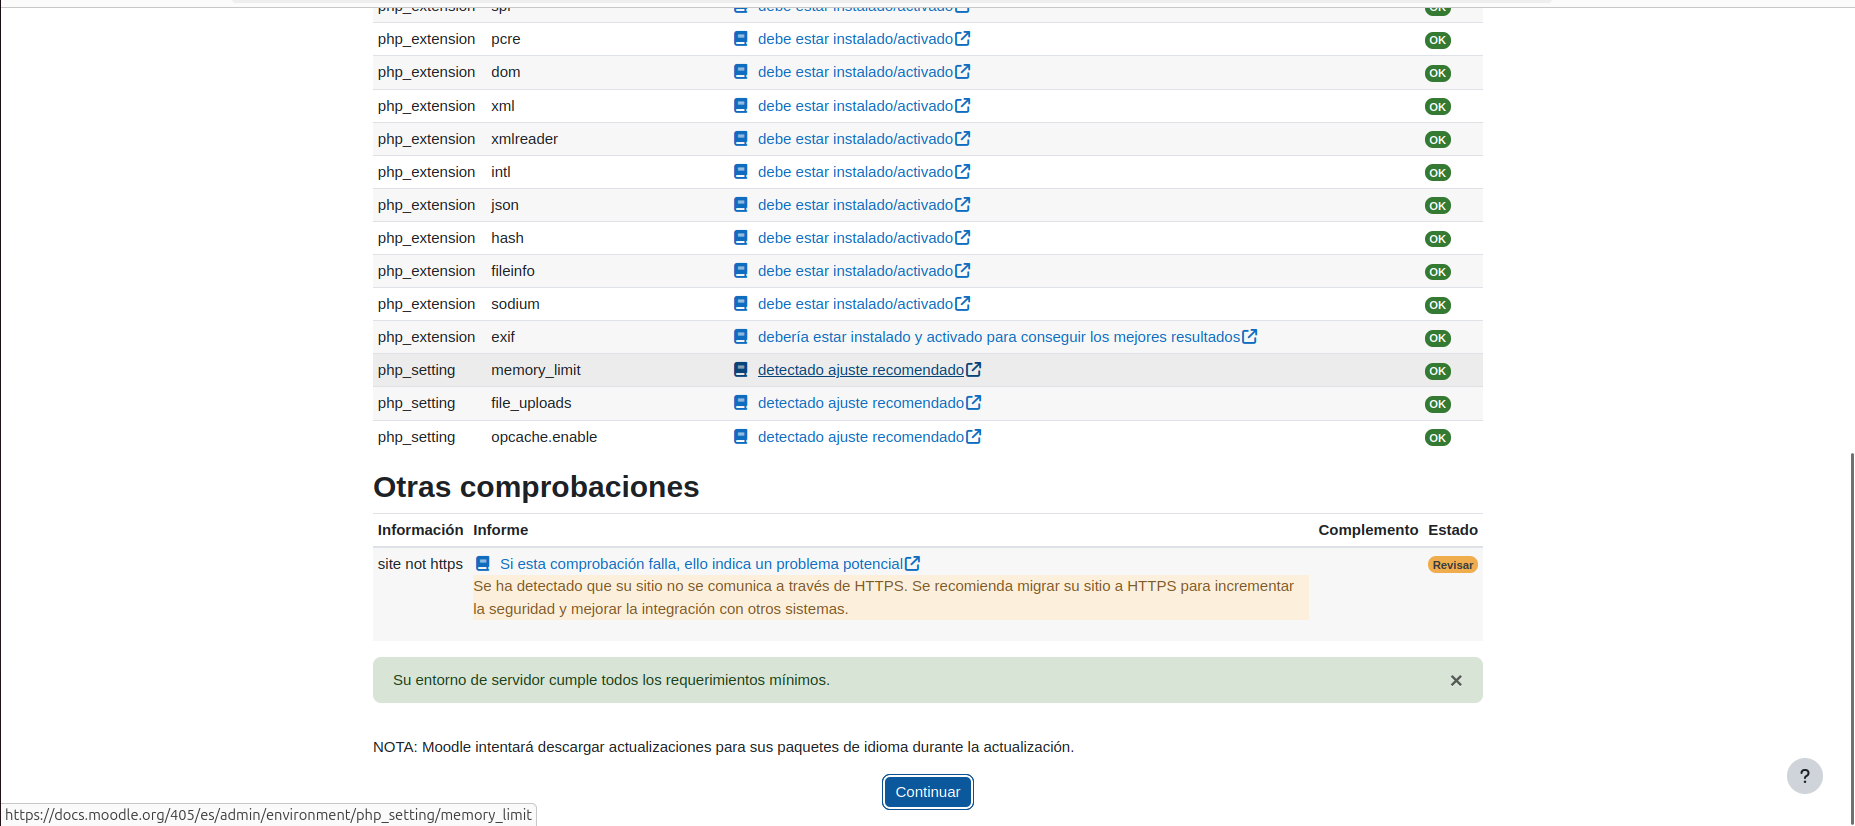 php_extension spl debe estar instalado/activado OK
php_extension pcre debe estar instalado/activado OK
php_extension dom debe estar instalado/activado OK
php_extension xml debe estar instalado/activado OK
php_extension xmlreader debe estar instalado/activado OK
php_extension intl debe estar instalado/activado OK
php_extension json debe estar instalado/activado OK
php_extension hash debe estar instalado/activado OK
php_extension fileinfo debe estar instalado/activado OK
php_extension sodium debe estar instalado/activado OK
php_extension exif debería estar instalado y activado para conseguir los mejores resultados OK
php_setting memory_limit detectado ajuste recomendado OK
php_setting file_uploads detectado ajuste recomendado OK
php_setting opcache.enable detectado ajuste recomendado OK
Otras comprobaciones
Información Informe Complemento Estado
site not https Si esta comprobación falla, ello indica un problema potencial Revisar
Se ha detectado que su sitio no se comunica a través de HTTPS. Se recomienda migrar su sitio a HTTPS para incrementar
la seguridad y mejorar la integración con otros sistemas.
Su entorno de servidor cumple todos los requerimientos mínimos. ×
NOTA: Moodle intentará descargar actualizaciones para sus paquetes de idioma durante la actualización.
?
Continuar
https://docs.moodle.org/405/es/admin/environment/php_setting/memory_limit